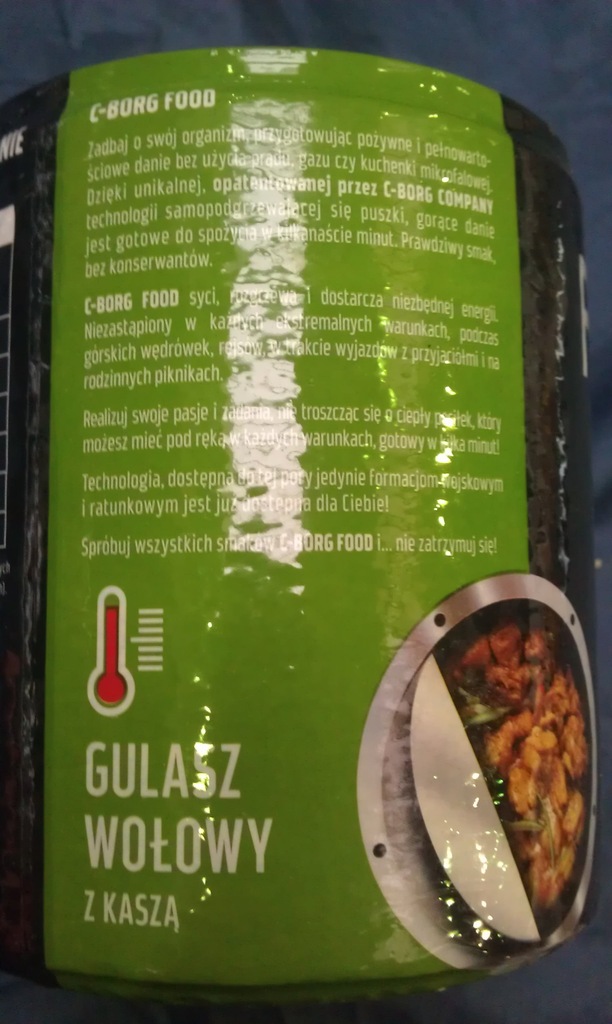 C-BORG FOOD
Zadbaj o swój organizm, przygotowując pożywne i pełnowarto-
ściowe danie bez użycia prądu, gazu czy kuchenki mikrofalowej.
Dzięki unikalnej, opatentowanej przez C-BORG COMPANY
technologii samopodgrzewającej się puszki, gorące danie
jest gotowe do spożycia w kilkanaście minut. Prawdziwy smak,
bez konserwantów.
C-BORG FOOD syci, rozgrzewa i dostarcza niezbędnej energii.
Niezastąpiony w każdych ekstremalnych warunkach, podczas
górskich wędrówek, rejsów, w trakcie wyjazdów z przyjaciółmi i na
rodzinnych piknikach.
Realizuj swoje pasje i zadania, nie troszcząc się o ciepły posiłek, który
możesz mieć pod ręką w każdych warunkach, gotowy w kilka minut!
Technologia, dostępna do tej pory jedynie formacjom wojskowym
i ratunkowym jest już dostępna dla Ciebie!
Spróbuj wszystkich smaków C-BORG FOOD i... nie zatrzymuj się!
GULASZ
WOŁOWY
Z KASZĄ